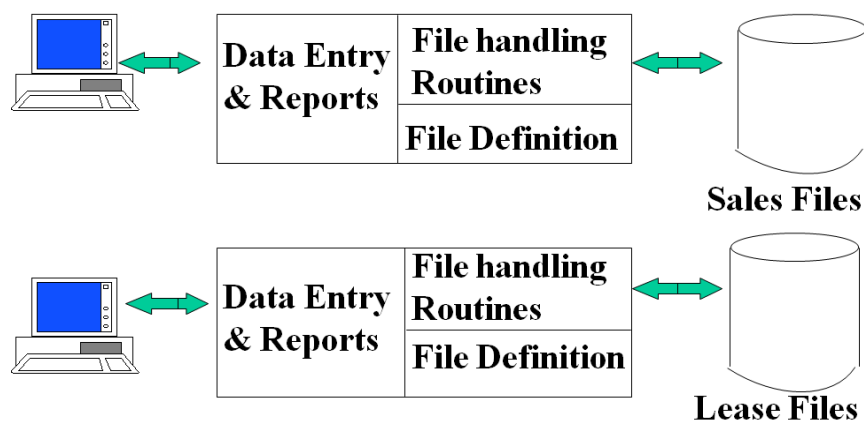 Data Entry
& Reports
File handling
Routines
File Definition
Sales Files
Data Entry
& Reports
File handling
Routines
File Definition
Lease Files